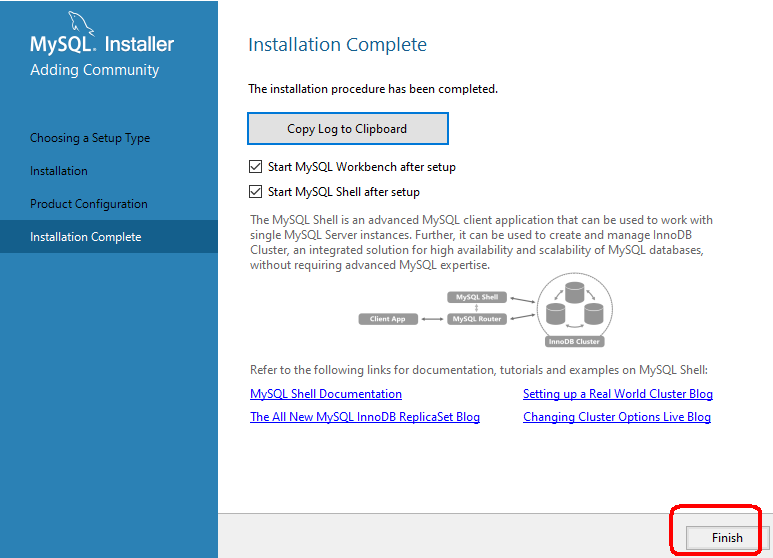 MySQL. Installer
Adding Community
Choosing a Setup Type
Installation
Product Configuration
Installation Complete
Installation Complete
The installation procedure has been completed.
Copy Log to Clipboard
Start MySQL Workbench after setup
Start MySQL Shell after setup
The MySQL Shell is an advanced MySQL client application that can be used to work with
single MySQL Server instances. Further, it can be used to create and manage InnoDB
Cluster, an integrated solution for high availability and scalability of MySQL databases,
without requiring advanced MySQL expertise.
MySQL Shell
Client App
MySQL Router
InnoDB Cluster
Refer to the following links for documentation, tutorials and examples on MySQL Shell:
MySQL Shell Documentation
Setting up a Real World Cluster Blog
The All New MySQL InnoDB ReplicaSet Blog
Changing Cluster Options Live Blog
Finish